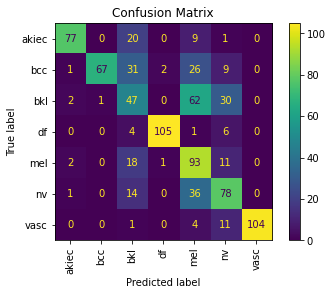 Confusion Matrix
akiec 77 0 20 0 9 1 0
bcc 1 67 31 2 26 9 0
bkl 2 1 47 0 62 30 0
df 0 0 4 105 1 6 0
mel 2 0 18 1 93 11 0
nv 1 0 14 0 36 78 0
vasc 0 0 1 0 4 11 104
akiec bcc bkl df mel nv vasc
Predicted label
True label
100
80
60
40
20
0